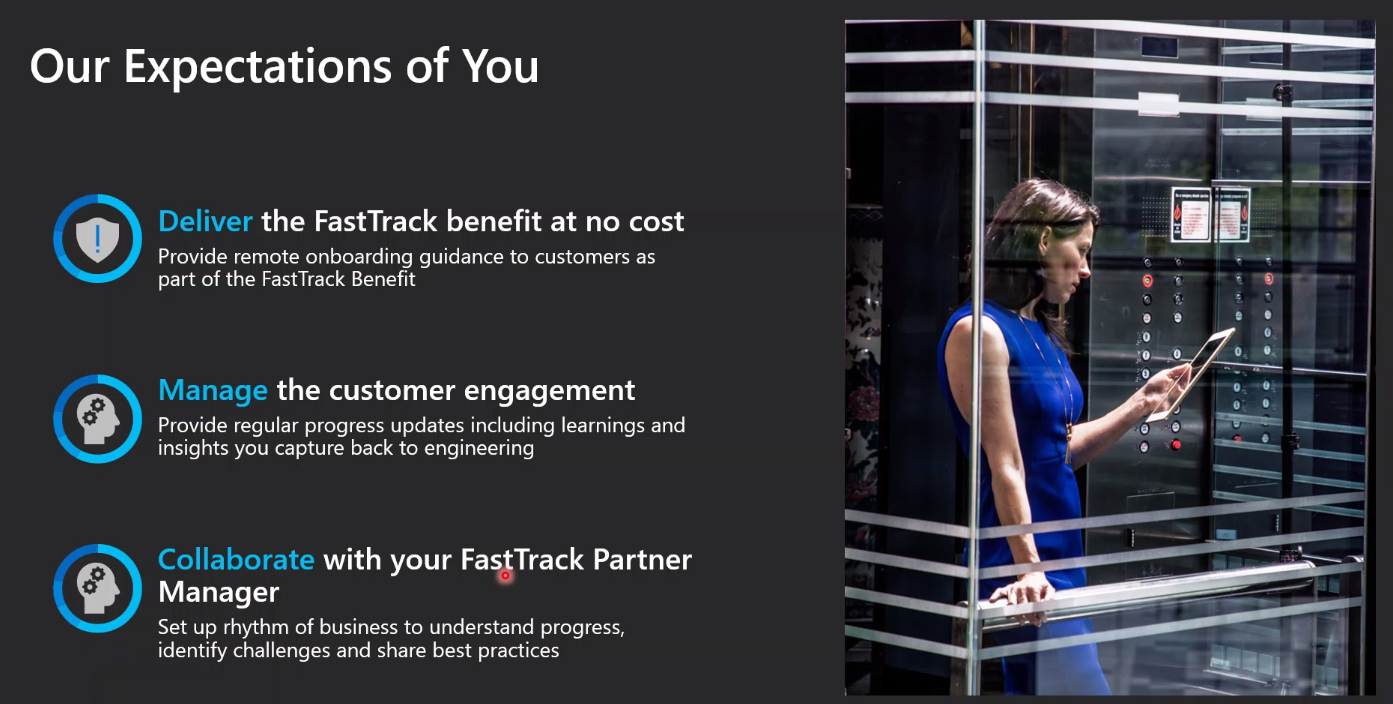 Our Expectations of You
Deliver the FastTrack benefit at no cost
Provide remote onboarding guidance to customers as
part of the FastTrack Benefit
Manage the customer engagement
Provide regular progress updates including learnings and
insights you capture back to engineering
Collaborate with your FastTrack Partner
Manager
Set up rhythm of business to understand progress,
identify challenges and share best practices